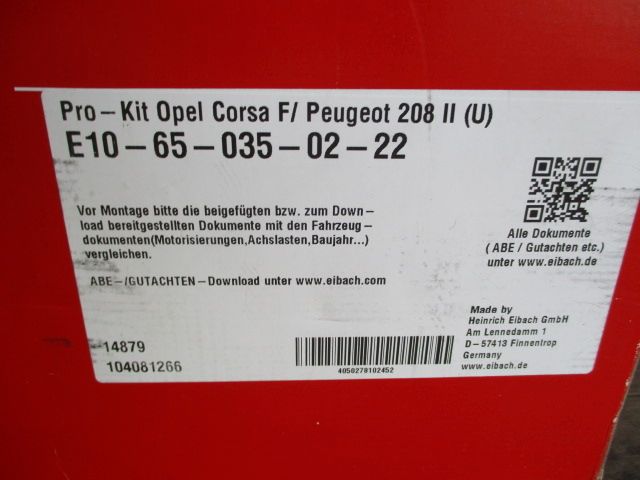 Pro-Kit Opel Corsa F/ Peugeot 208 II (U)
E10-65-035-02-22
Vor Montage bitte die beigefügten bzw. zum Down-
load bereitgestellten Dokumente mit den Fahrzeug-
dokumenten(Motorisierungen,Achslasten,Baujahr...)
vergleichen.
ABE-/GUTACHTEN-Download unter www.eibach.com
Alle Dokumente
( ABE / Gutachten etc.)
unter www.eibach.de
14879
104081266
4050278102452
Made by
Heinrich Eibach GmbH
Am Lennedamm 1
D-57413 Finnentrop
Germany
www.eibach.de